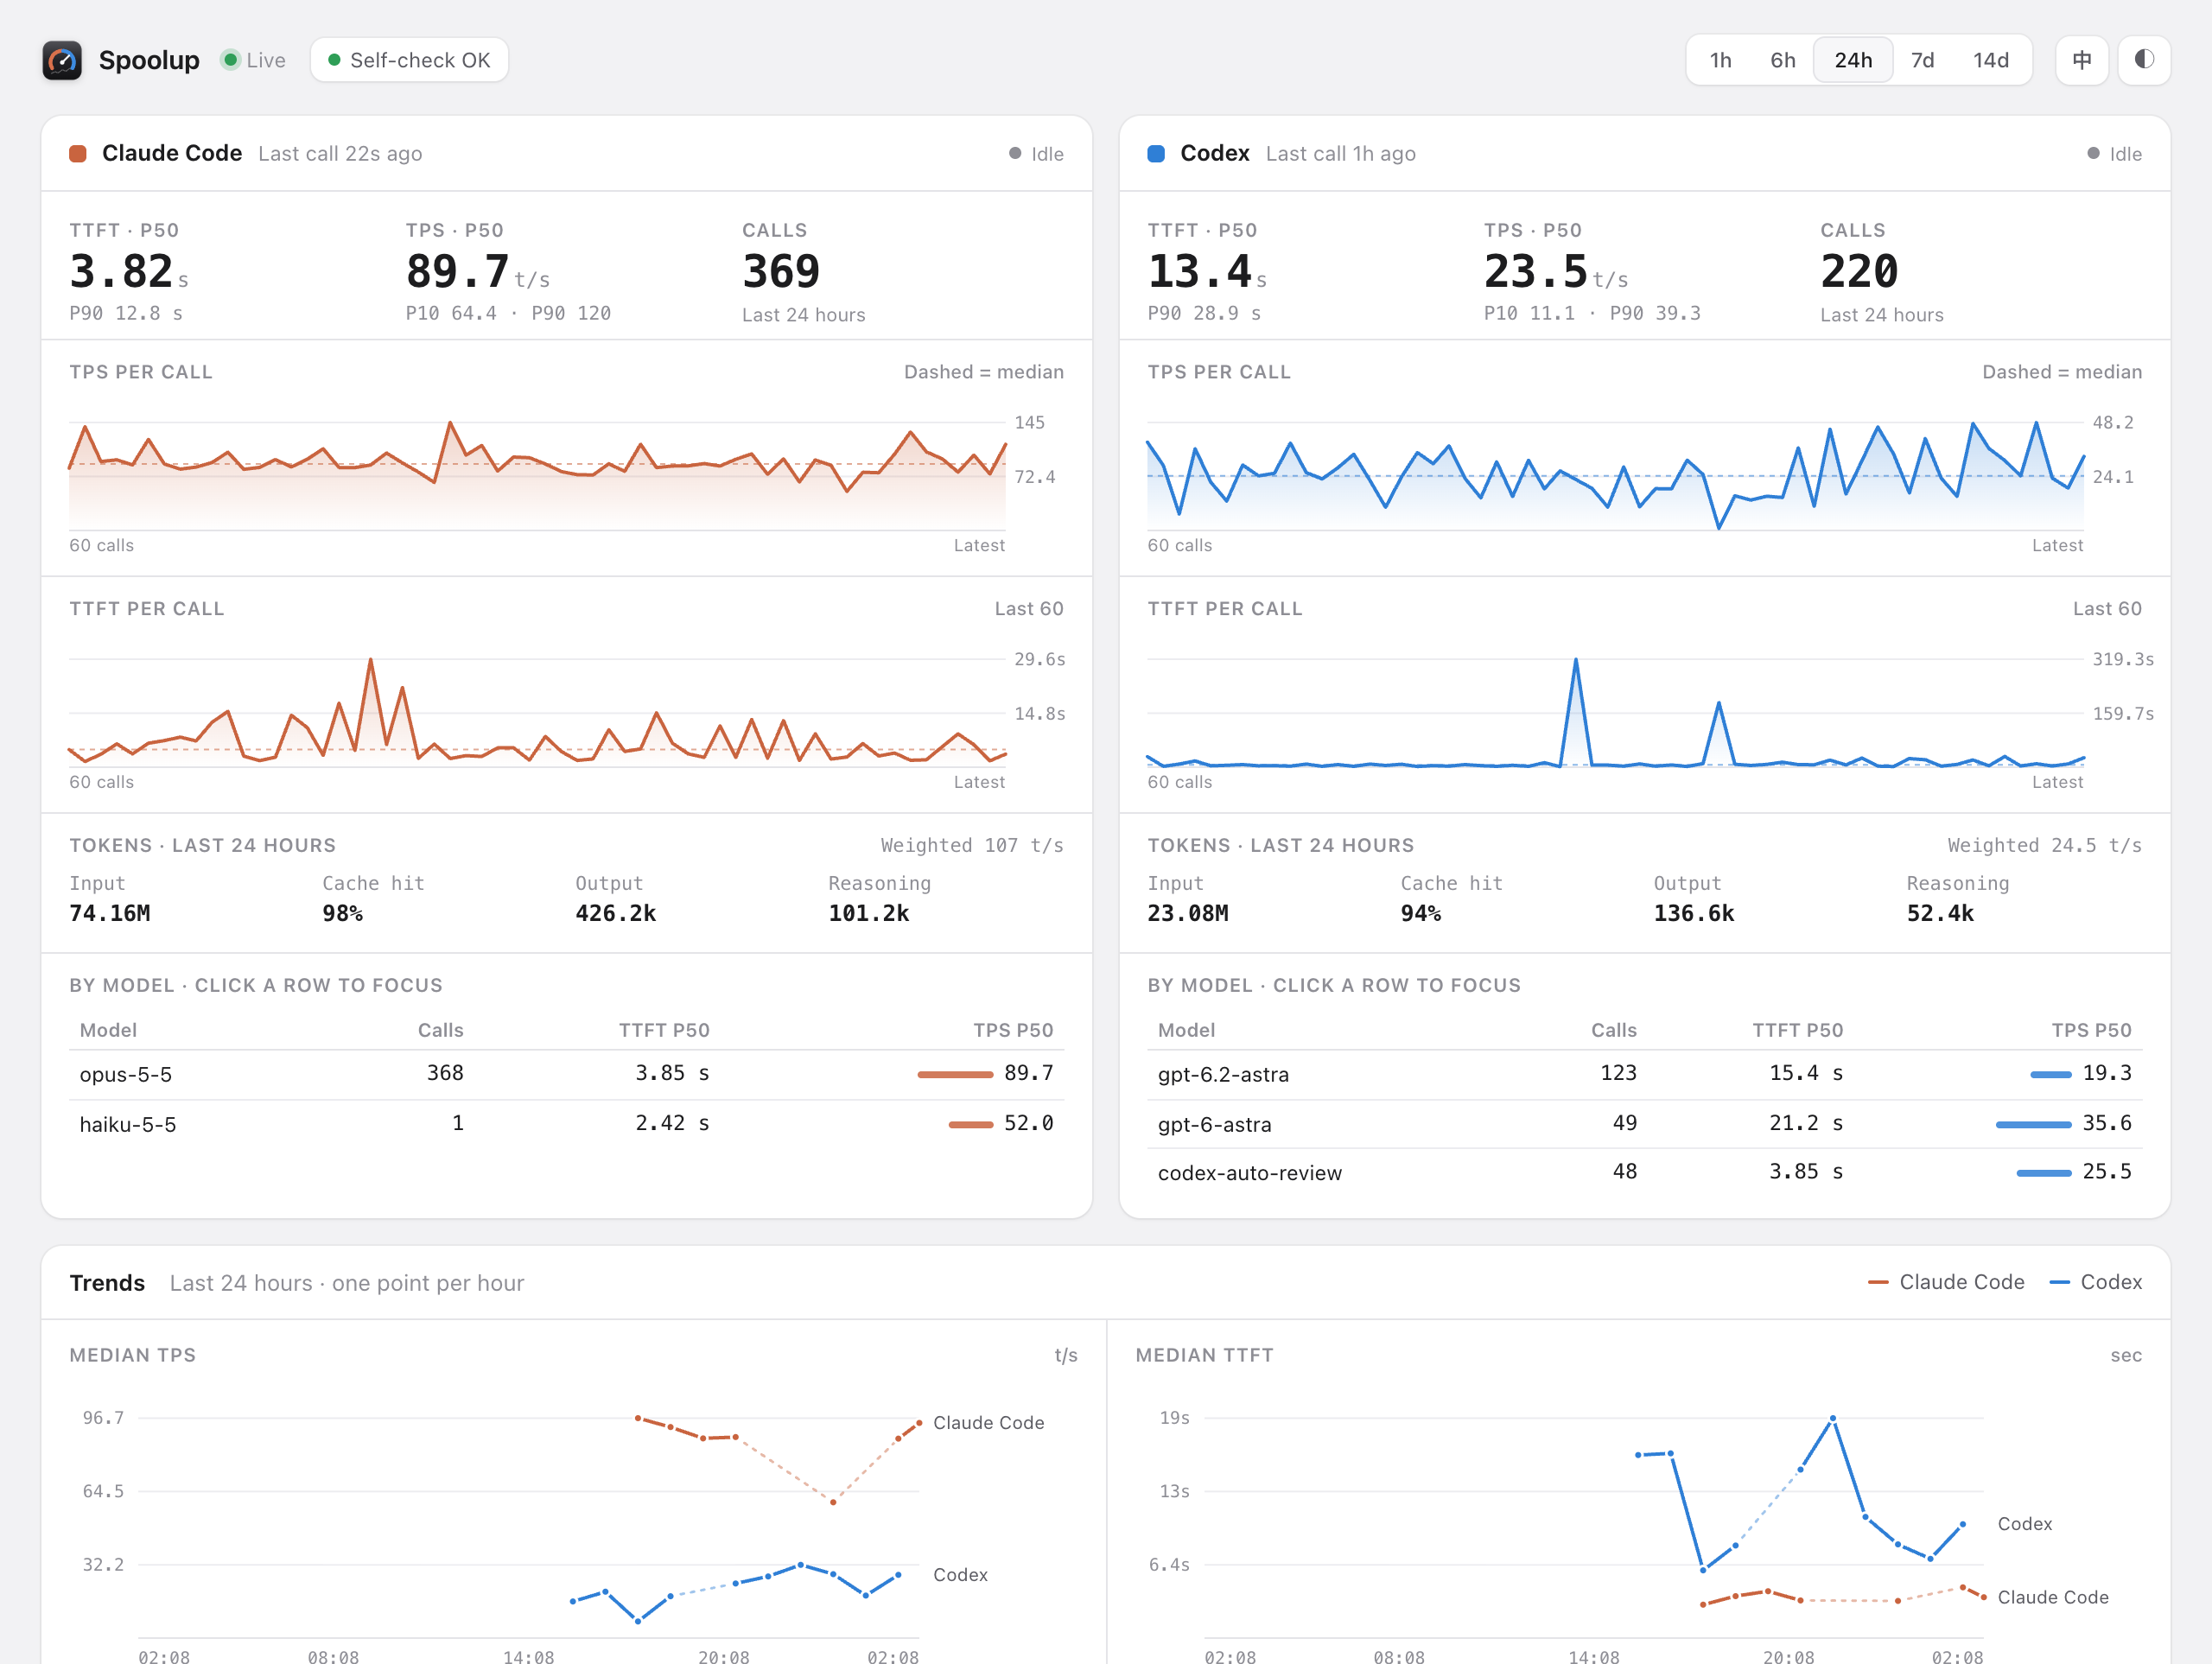 Spoolup Live Self-check OK 1h 6h 24h 7d 14d 中
Claude Code Last call 22s ago Idle
TTFT · P50 TPS · P50 CALLS
3.82 s 89.7 t/s 369
P90 12.8 s P10 64.4 · P90 120 Last 24 hours
TPS PER CALL Dashed = median
145
72.4
60 calls Latest
TTFT PER CALL Last 60
29.6s
14.8s
60 calls Latest
TOKENS · LAST 24 HOURS Weighted 107 t/s
Input Cache hit Output Reasoning
74.16M 98% 426.2k 101.2k
BY MODEL · CLICK A ROW TO FOCUS
Model Calls TTFT P50 TPS P50
opus-5-5 368 3.85 s 89.7
haiku-5-5 1 2.42 s 52.0
Codex Last call 1h ago Idle
TTFT · P50 TPS · P50 CALLS
13.4 s 23.5 t/s 220
P90 28.9 s P10 11.1 · P90 39.3 Last 24 hours
TPS PER CALL Dashed = median
48.2
24.1
60 calls Latest
TTFT PER CALL Last 60
319.3s
159.7s
60 calls Latest
TOKENS · LAST 24 HOURS Weighted 24.5 t/s
Input Cache hit Output Reasoning
23.08M 94% 136.6k 52.4k
BY MODEL · CLICK A ROW TO FOCUS
Model Calls TTFT P50 TPS P50
gpt-6.2-astra 123 15.4 s 19.3
gpt-6-astra 49 21.2 s 35.6
codex-auto-review 48 3.85 s 25.5
Trends Last 24 hours · one point per hour Claude Code Codex
MEDIAN TPS t/s
96.7 Claude Code
64.5
32.2 Codex
02:08 08:08 14:08 20:08 02:08
MEDIAN TTFT sec
19s
13s
Codex
6.4s
Claude Code
02:08 08:08 14:08 20:08 02:08